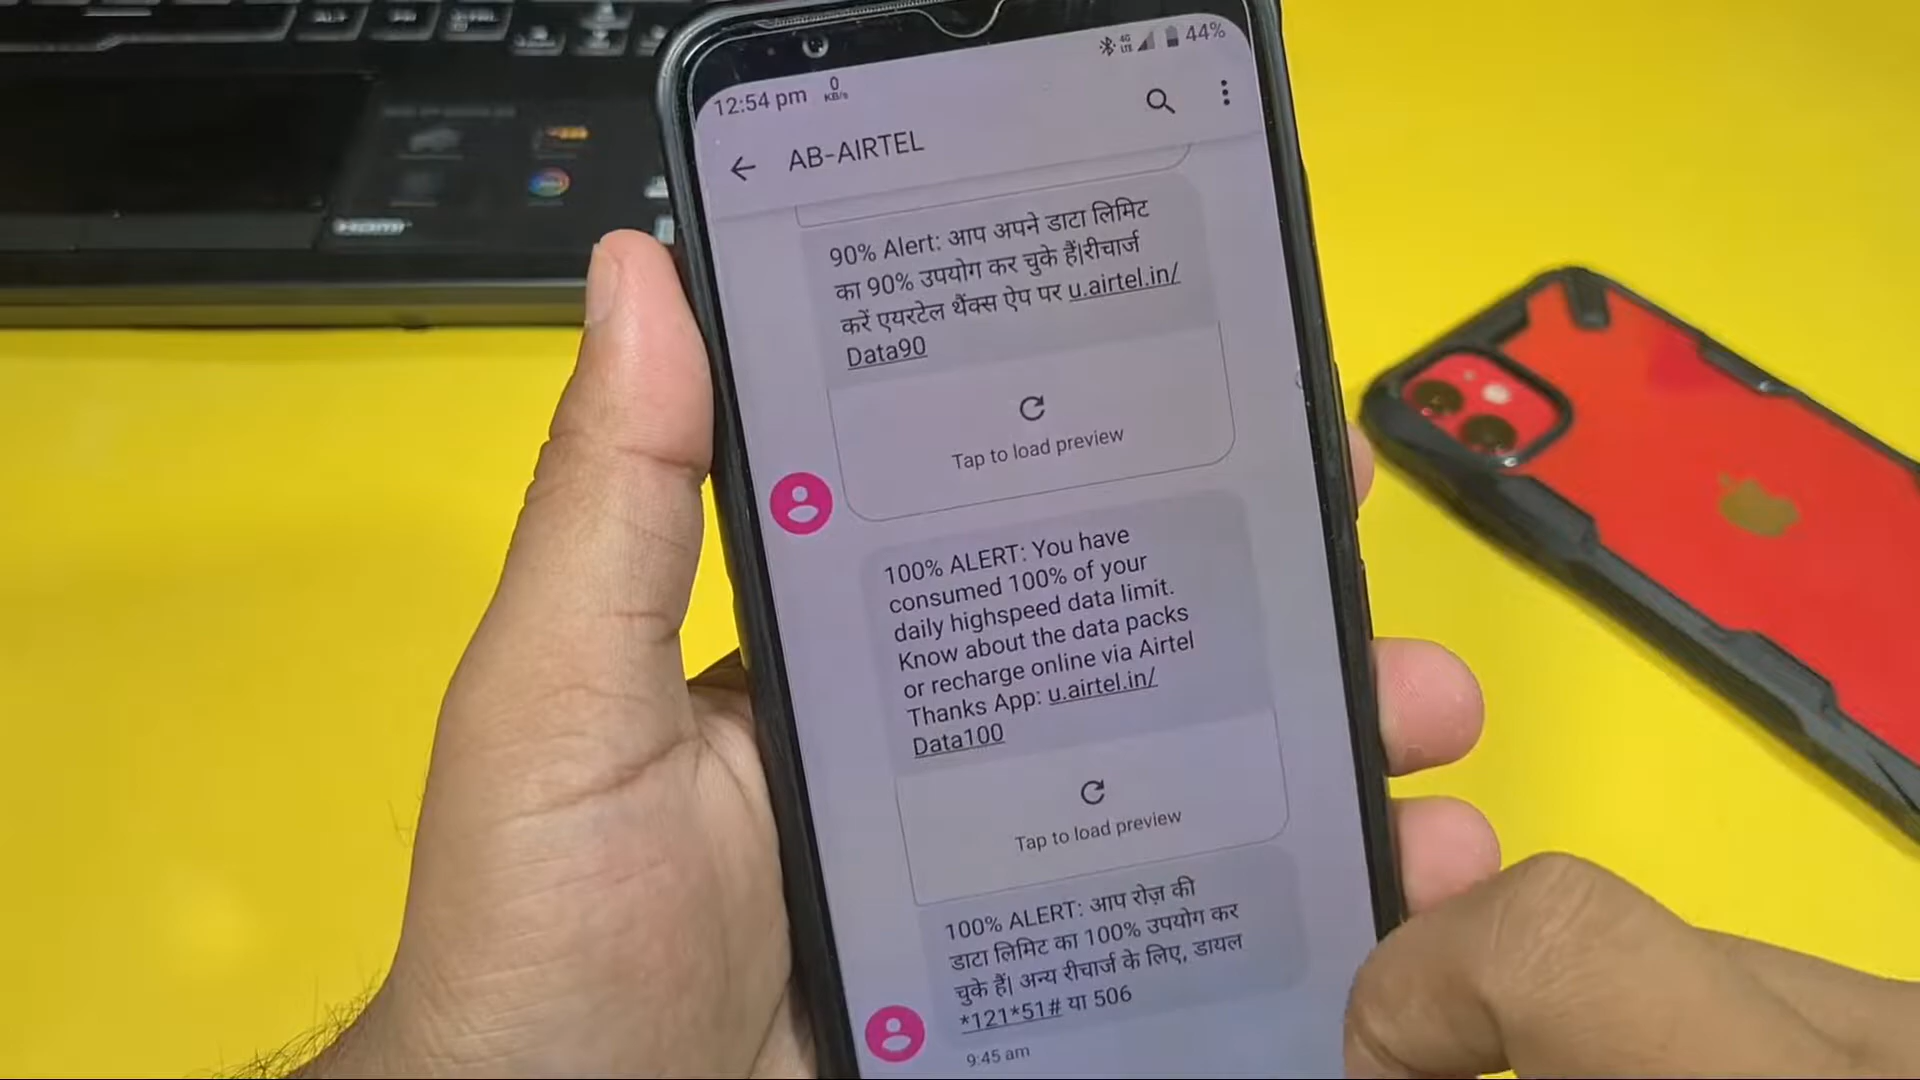 12:54 pm
0
KB/s
4G
LTE
44%
AB-AIRTEL
90% Alert: आप अपने डाटा लिमिट
का 90% उपयोग कर चुके हैं|रीचार्ज
करें एयरटेल थैंक्स ऐप पर u.airtel.in/
Data90
Tap to load preview
100% ALERT: You have
consumed 100% of your
daily highspeed data limit.
Know about the data packs
or recharge online via Airtel
Thanks App: u.airtel.in/
Data100
Tap to load preview
100% ALERT: आप रोज़ की
डाटा लिमिट का 100% उपयोग कर
चुके हैं| अन्य रीचार्ज के लिए, डायल
*121*51# या 506
9:45 am
HDMI